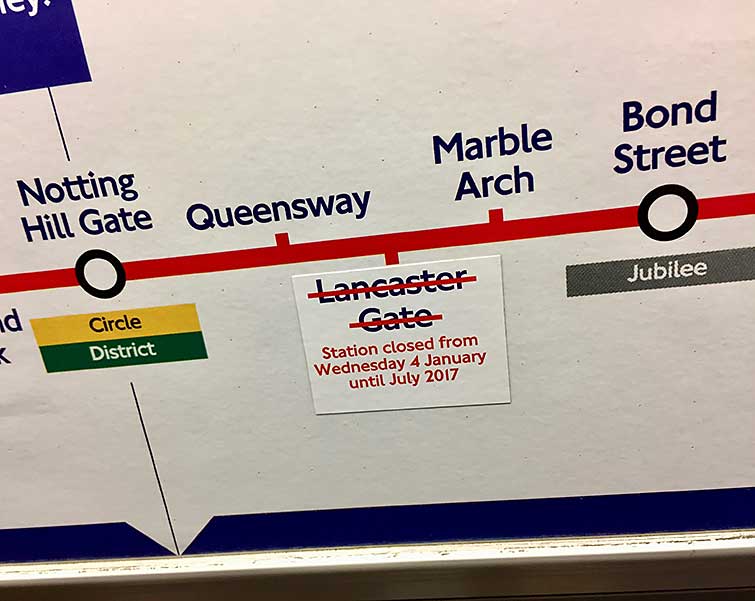 Notting
Hill Gate
Queensway
Marble
Arch
Bond
Street
Circle
District
Lancaster
Gate
Station closed from
Wednesday 4 January
until July 2017
Jubilee